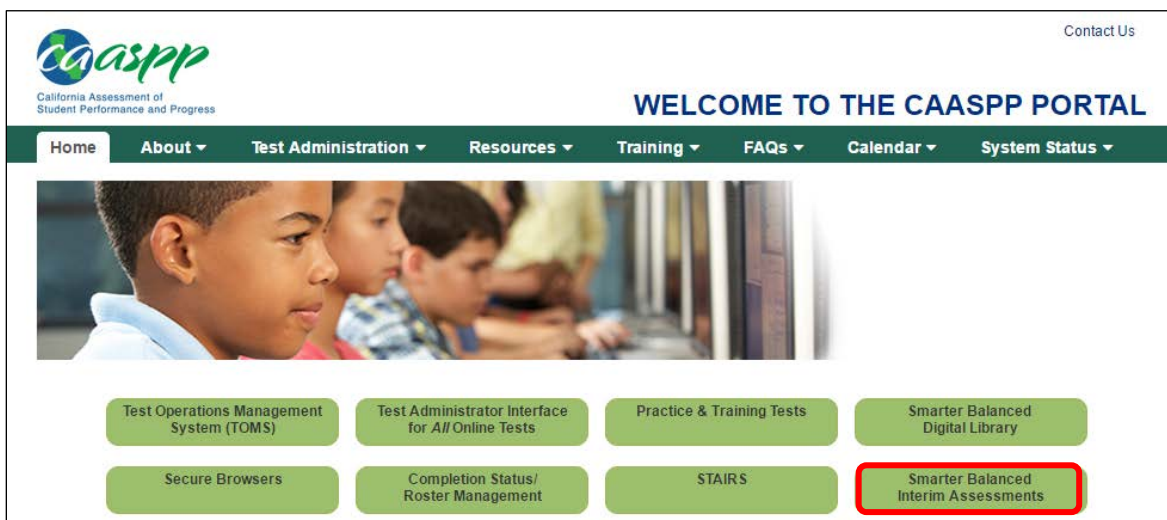 Contact Us
caaspp
California Assessment of
Student Performance and Progress
WELCOME TO THE CAASPP PORTAL
Home About Test Administration Resources Training FAQs Calendar System Status
Test Operations Management
System (TOMS)
Test Administrator Interface
for All Online Tests
Practice & Training Tests
Smarter Balanced
Digital Library
Secure Browsers
Completion Status/
Roster Management
STAIRS
Smarter Balanced
Interim Assessments